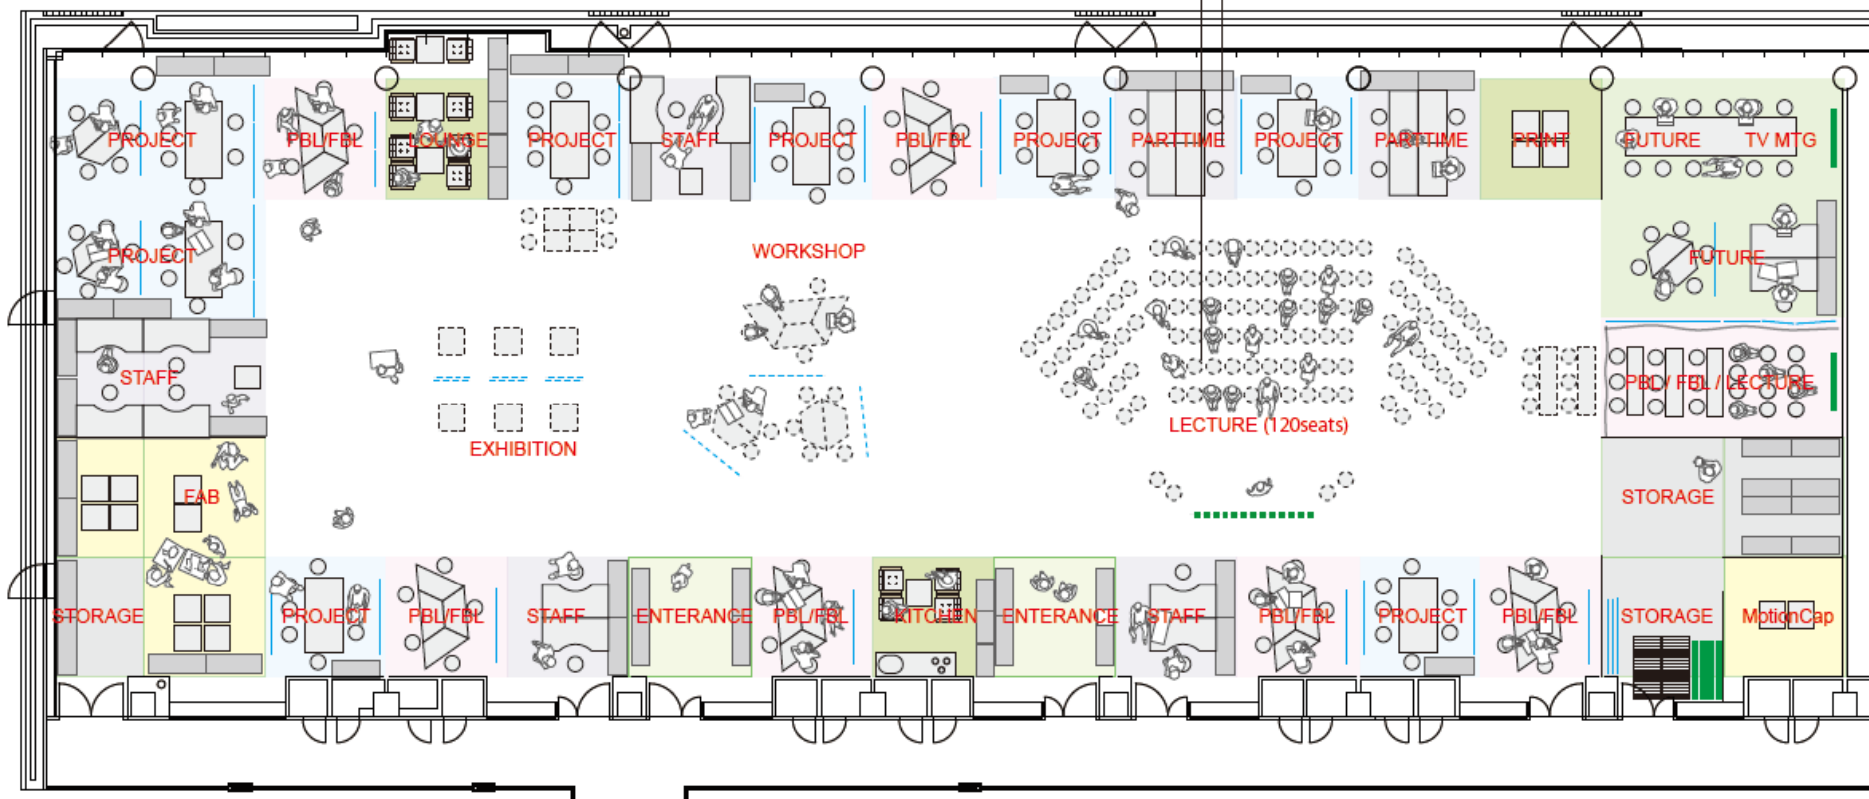 PROJECT
PBL/FBL
LOUNGE
PROJECT
STAFF
PROJECT
PBL/FBL
PROJECT
PARTTIME
PROJECT
PARTTIME
PRINT
FUTURE
TV MTG
PROJECT
WORKSHOP
FUTURE
STAFF
PBL / FBL / LECTURE
LECTURE (120seats)
EXHIBITION
FAB
STORAGE
STORAGE
PROJECT
PBL/FBL
STAFF
ENTERANCE
PBL/FBL
KITCHEN
ENTERANCE
STAFF
PBL/FBL
PROJECT
PBL/FBL
STORAGE
MotionCap